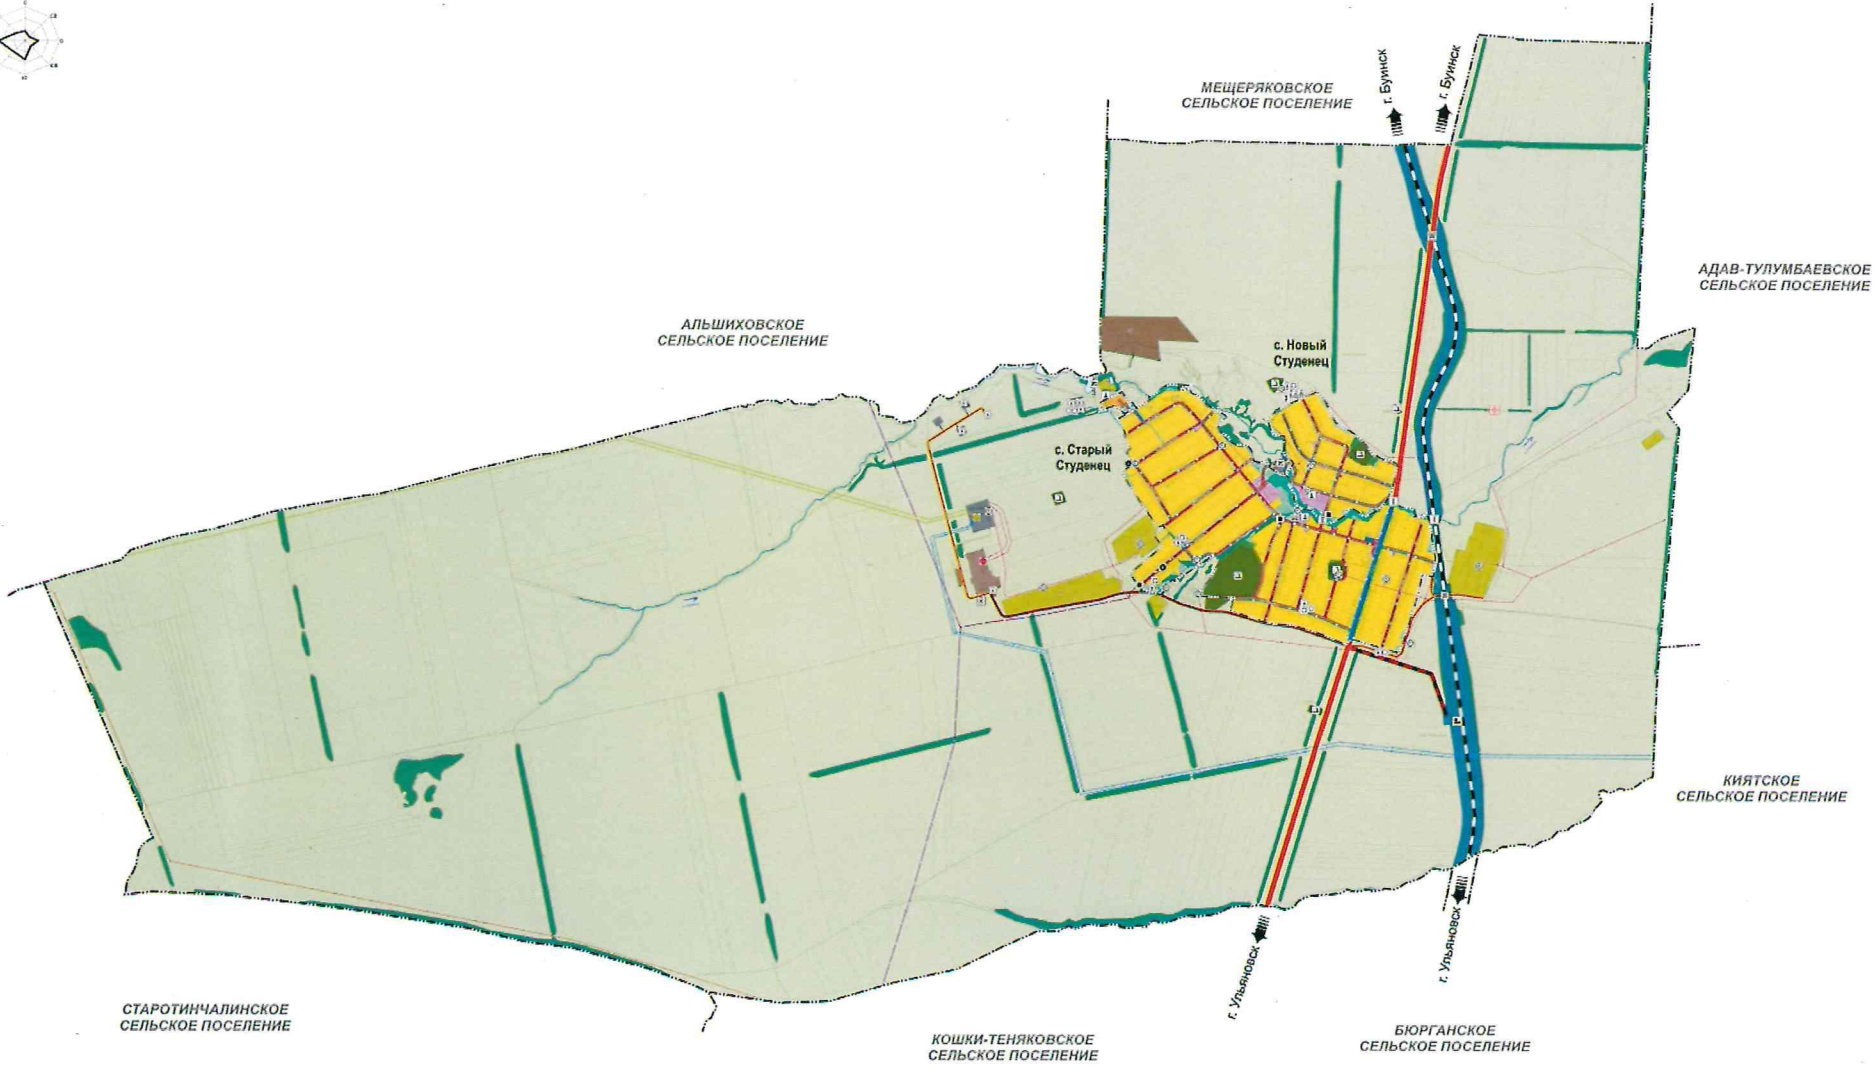 г. Буинск
г. Буинск
МЕЩЕРЯКОВСКОЕ
СЕЛЬСКОЕ ПОСЕЛЕНИЕ
АДАВ-ТУЛУМБАЕВСКОЕ
СЕЛЬСКОЕ ПОСЕЛЕНИЕ
АЛЬШИХОВСКОЕ
СЕЛЬСКОЕ ПОСЕЛЕНИЕ
с. Новый
Студенец
с. Старый
Студенец
КИЯТСКОЕ
СЕЛЬСКОЕ ПОСЕЛЕНИЕ
г. Ульяновск
г. Ульяновск
СТАРОТИНЧАЛИНСКОЕ
СЕЛЬСКОЕ ПОСЕЛЕНИЕ
КОШКИ-ТЕНЯКОВСКОЕ
СЕЛЬСКОЕ ПОСЕЛЕНИЕ
БЮРГАНСКОЕ
СЕЛЬСКОЕ ПОСЕЛЕНИЕ